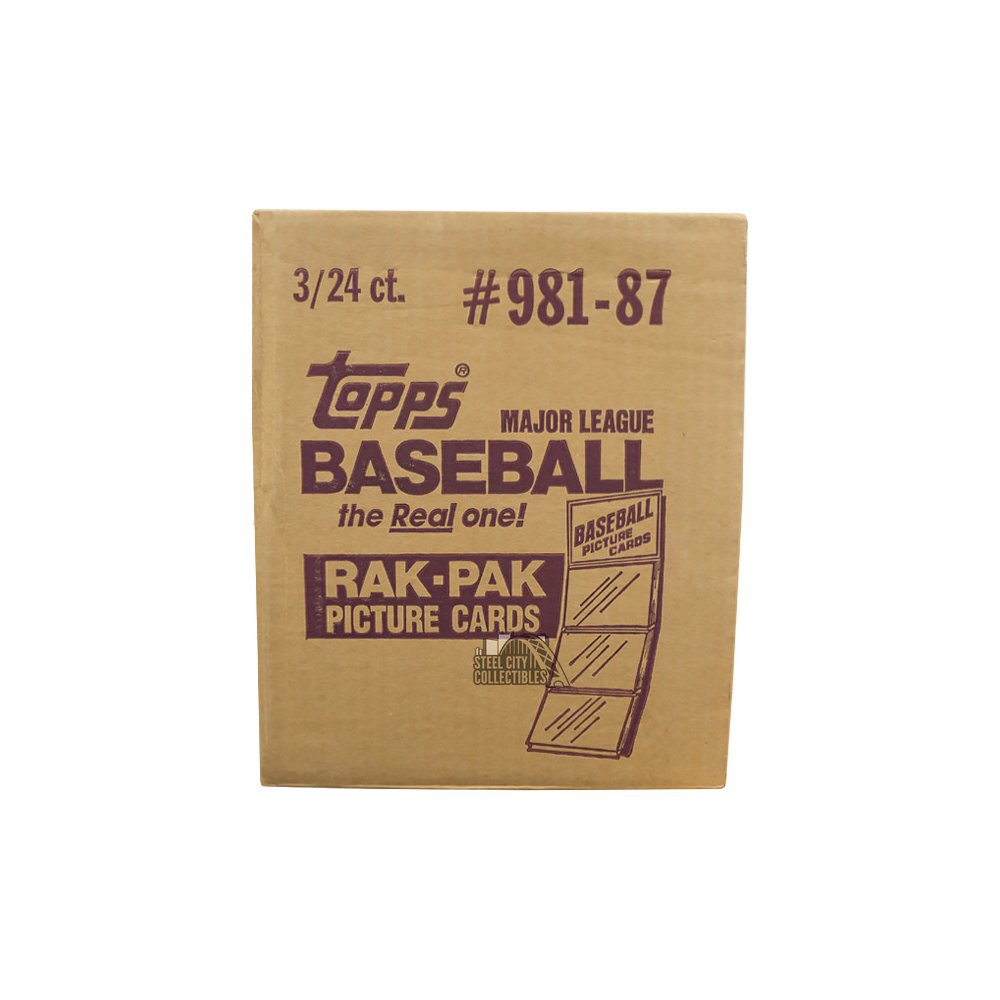 3/24 ct. #981-87
Topps®
MAJOR LEAGUE
BASEBALL
the Real one!
BASEBALL
PICTURE
CARDS
RAK-PAK
PICTURE CARDS
STEEL CITY
COLLECTIBLES